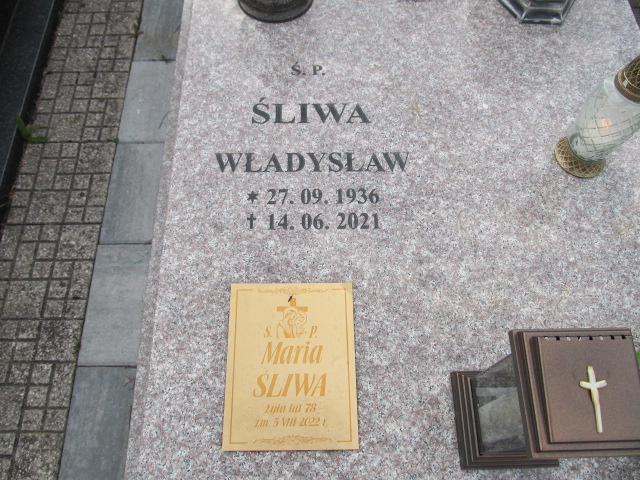 Ś. P.
ŚLIWA
WŁADYSŁAW
* 27. 09. 1936
† 14. 06. 2021
Ś. P.
Maria
ŚLIWA
żyła lat 78
zm. 5 VIII 2022 r.